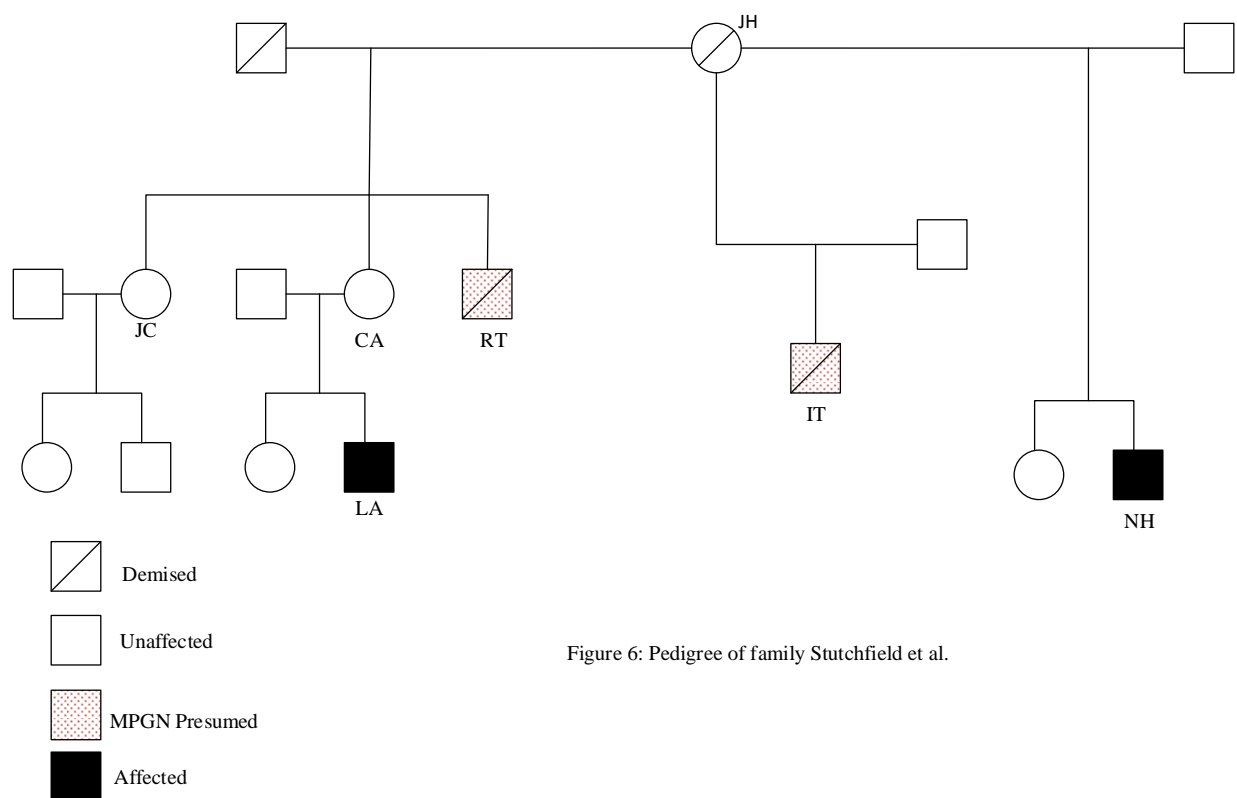 JH
JC
CA
RT
IT
LA
NH
Demised
Unaffected
Figure 6: Pedigree of family Stutchfield et al.
MPGN Presumed
Affected